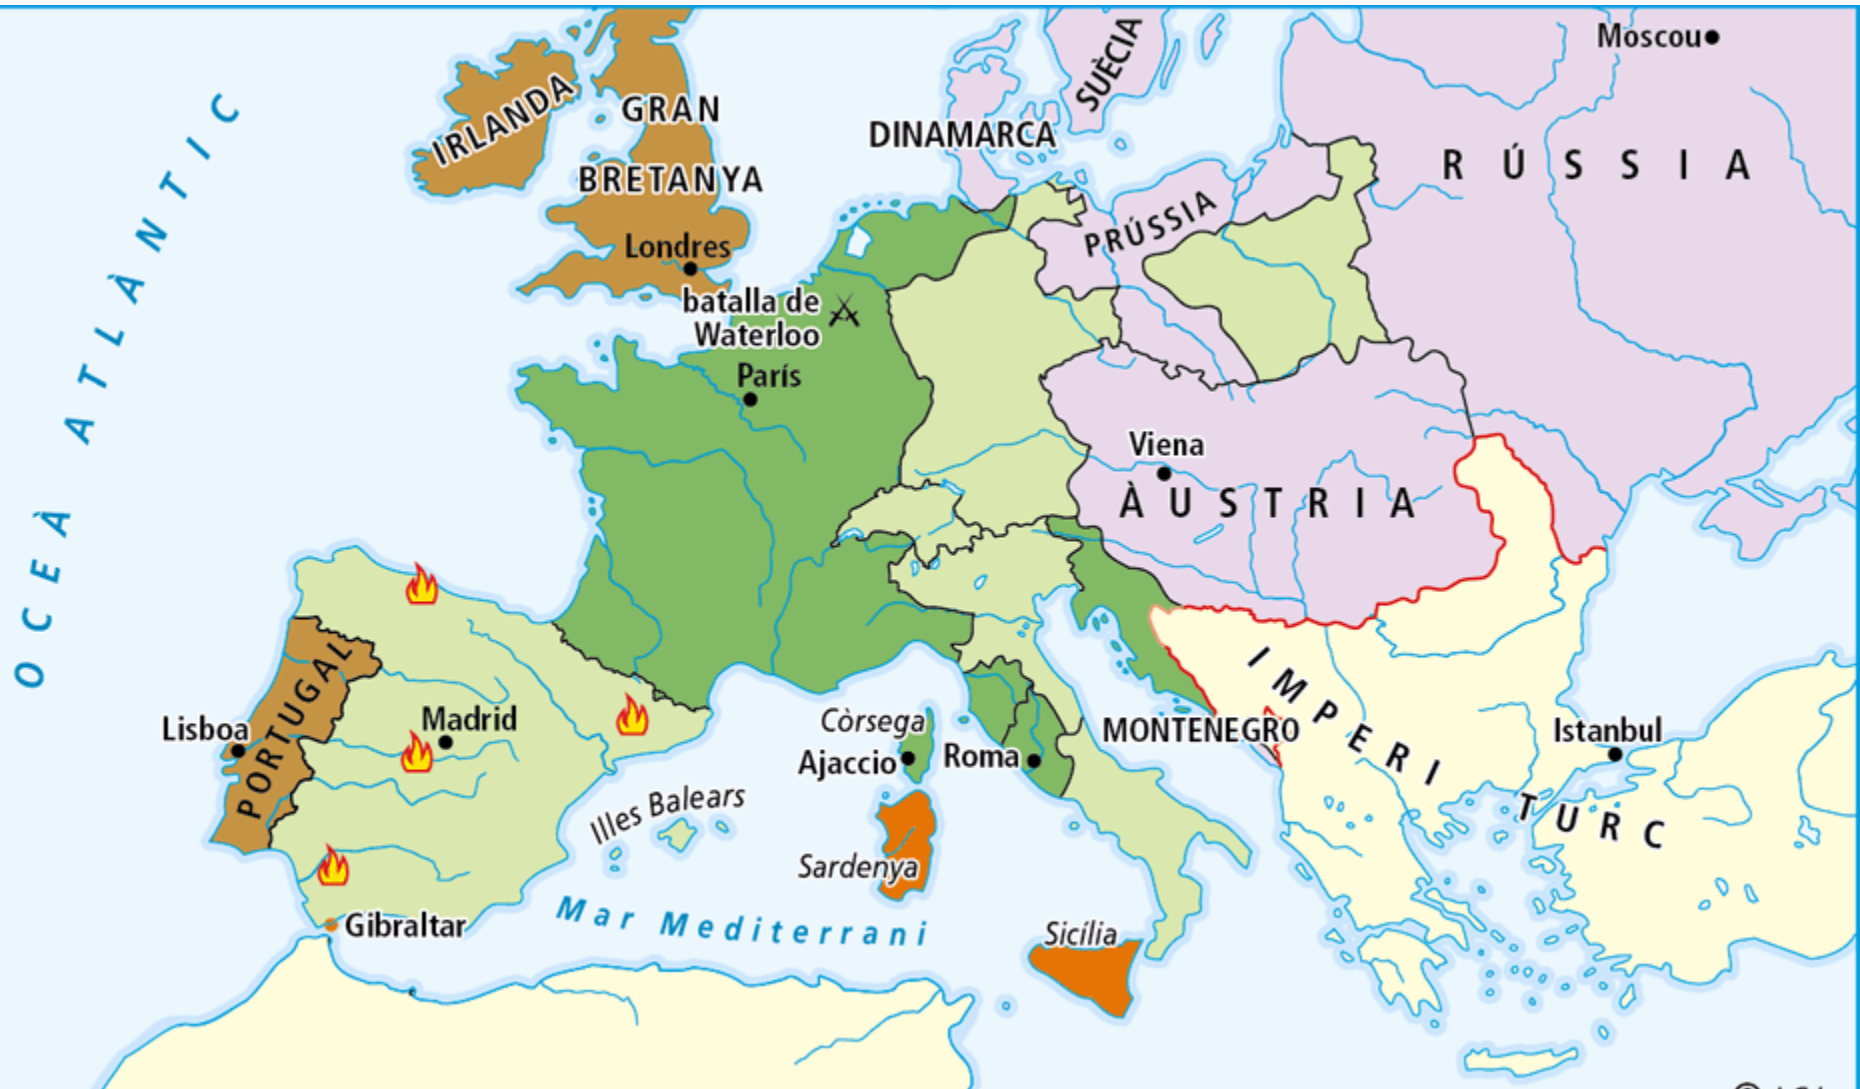 Moscou
SUÈCIA
IRLANDA
GRAN
BRETANYA
DINAMARCA
RÚSSIA
PRÚSSIA
OCEÀ ATLÀNTIC
Londres
batalla de
Waterloo
París
Viena
ÀUSTRIA
PORTUGAL
Lisboa
Madrid
Còrsega
Ajaccio
Roma
MONTENEGRO
IMPERI
TURC
Istanbul
Illes Balears
Sardenya
Gibraltar
Mar Mediterrani
Sicília